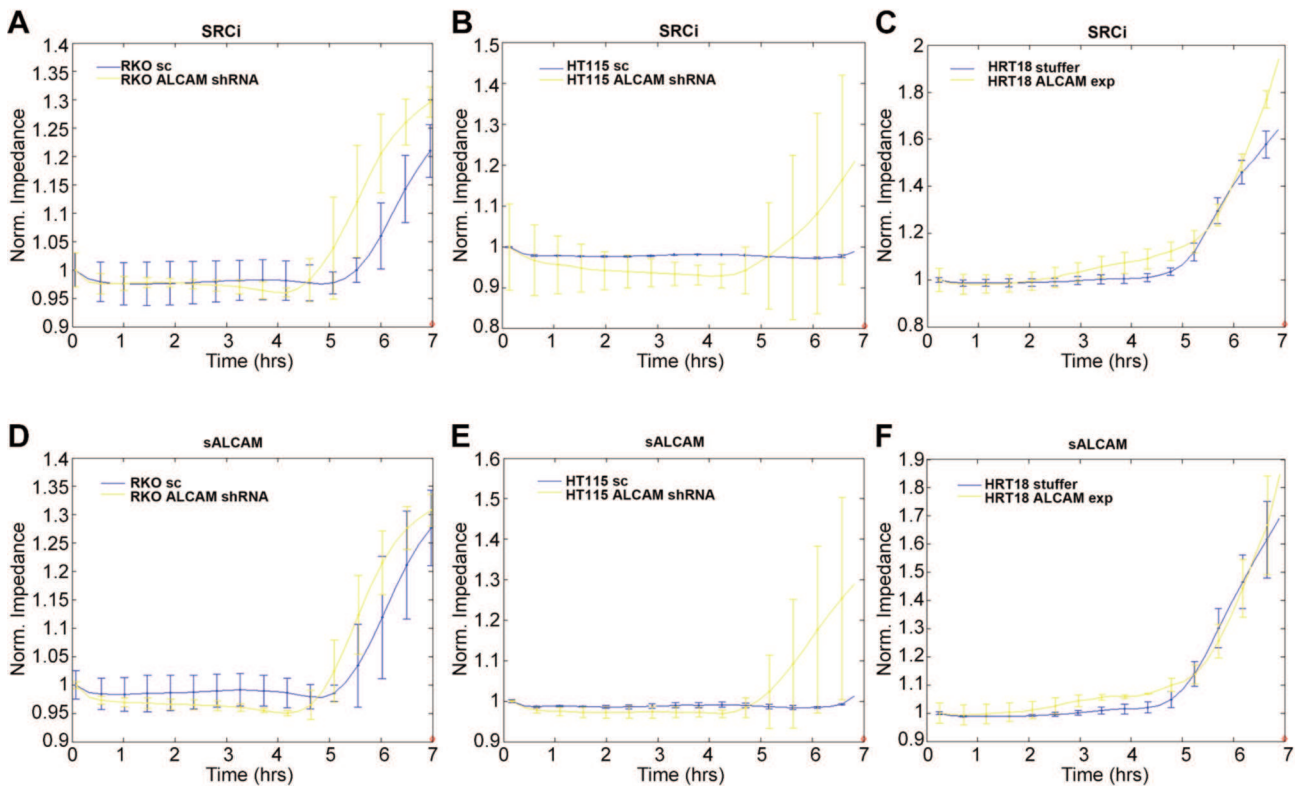 A
SRCi
1.4
1.35
1.3
1.25
1.2
1.15
1.1
1.05
1
0.95
0.9
Norm. Impedance
RKO sc
RKO ALCAM shRNA
0 1 2 3 4 5 6 7
Time (hrs)
B
SRCi
1.5
1.4
1.3
1.2
1.1
1
0.9
0.8
Norm. Impedance
HT115 sc
HT115 ALCAM shRNA
0 1 2 3 4 5 6 7
Time (hrs)
C
SRCi
2
1.8
1.6
1.4
1.2
1
0.8
Norm. Impedance
HRT18 stuffer
HRT18 ALCAM exp
0 1 2 3 4 5 6 7
Time (hrs)
D
sALCAM
1.4
1.35
1.3
1.25
1.2
1.15
1.1
1.05
1
0.95
0.9
Norm. Impedance
RKO sc
RKO ALCAM shRNA
0 1 2 3 4 5 6 7
Time (hrs)
E
sALCAM
1.6
1.5
1.4
1.3
1.2
1.1
1
0.9
Norm. Impedance
HT115 sc
HT115 ALCAM shRNA
0 1 2 3 4 5 6 7
Time (hrs)
F
sALCAM
1.9
1.8
1.7
1.6
1.5
1.4
1.3
1.2
1.1
1
0.9
Norm. Impedance
HRT18 stuffer
HRT18 ALCAM exp
0 1 2 3 4 5 6 7
Time (hrs)